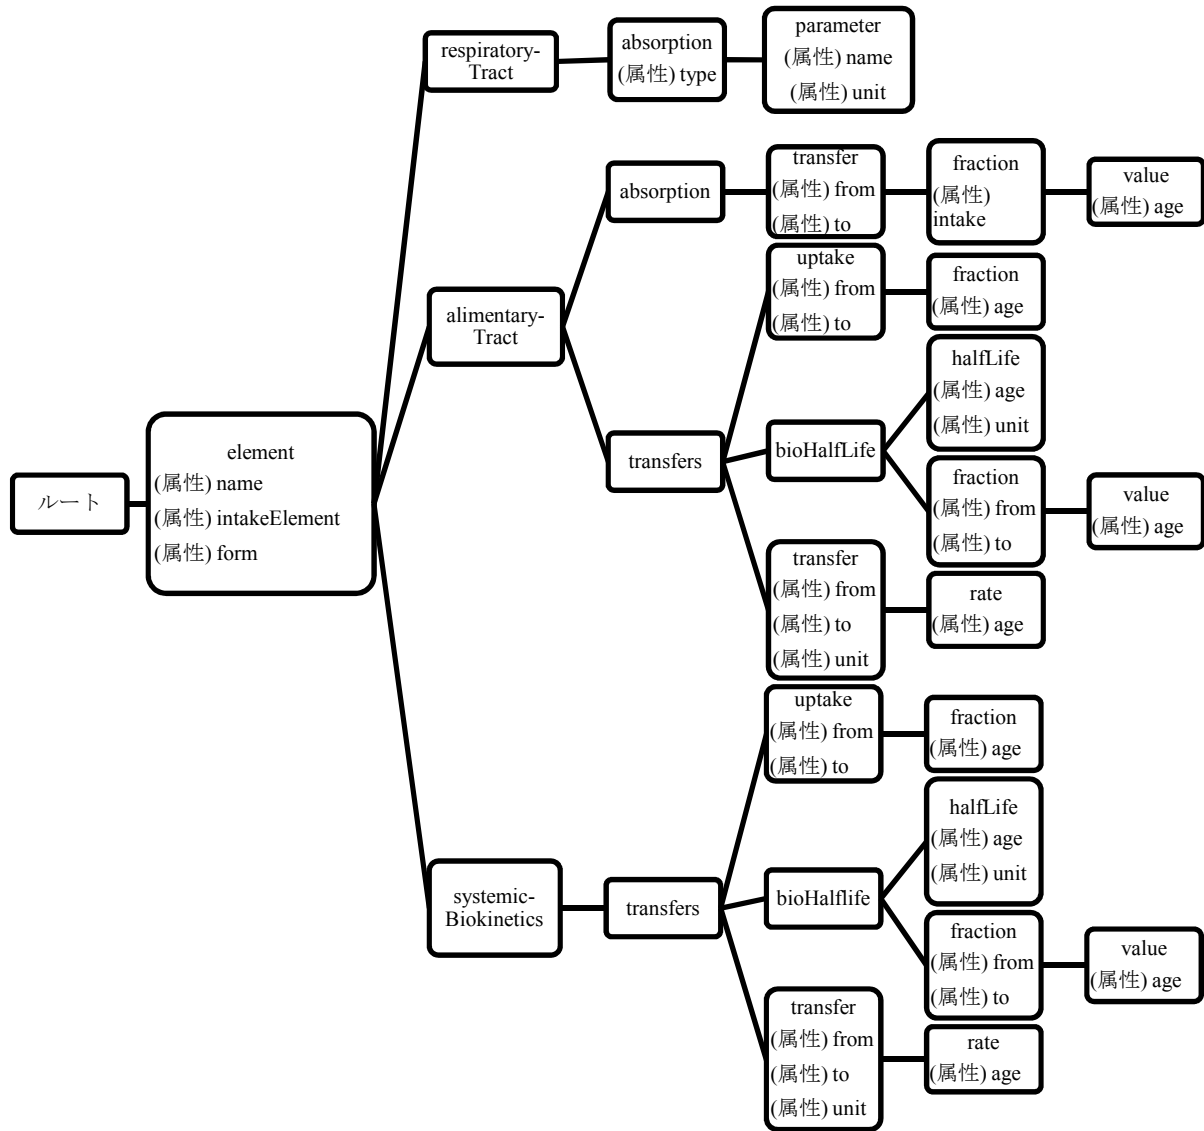 ルート
element
(属性) name
(属性) intakeElement
(属性) form
respiratory-
Tract
absorption
(属性) type
parameter
(属性) name
(属性) unit
alimentary-
Tract
absorption
transfer
(属性) from
(属性) to
fraction
(属性)
intake
value
(属性) age
transfers
uptake
(属性) from
(属性) to
fraction
(属性) age
bioHalfLife
halfLife
(属性) age
(属性) unit
fraction
(属性) from
(属性) to
value
(属性) age
transfer
(属性) from
(属性) to
(属性) unit
rate
(属性) age
systemic-
Biokinetics
transfers
uptake
(属性) from
(属性) to
fraction
(属性) age
bioHalflife
halfLife
(属性) age
(属性) unit
fraction
(属性) from
(属性) to
value
(属性) age
transfer
(属性) from
(属性) to
(属性) unit
rate
(属性) age